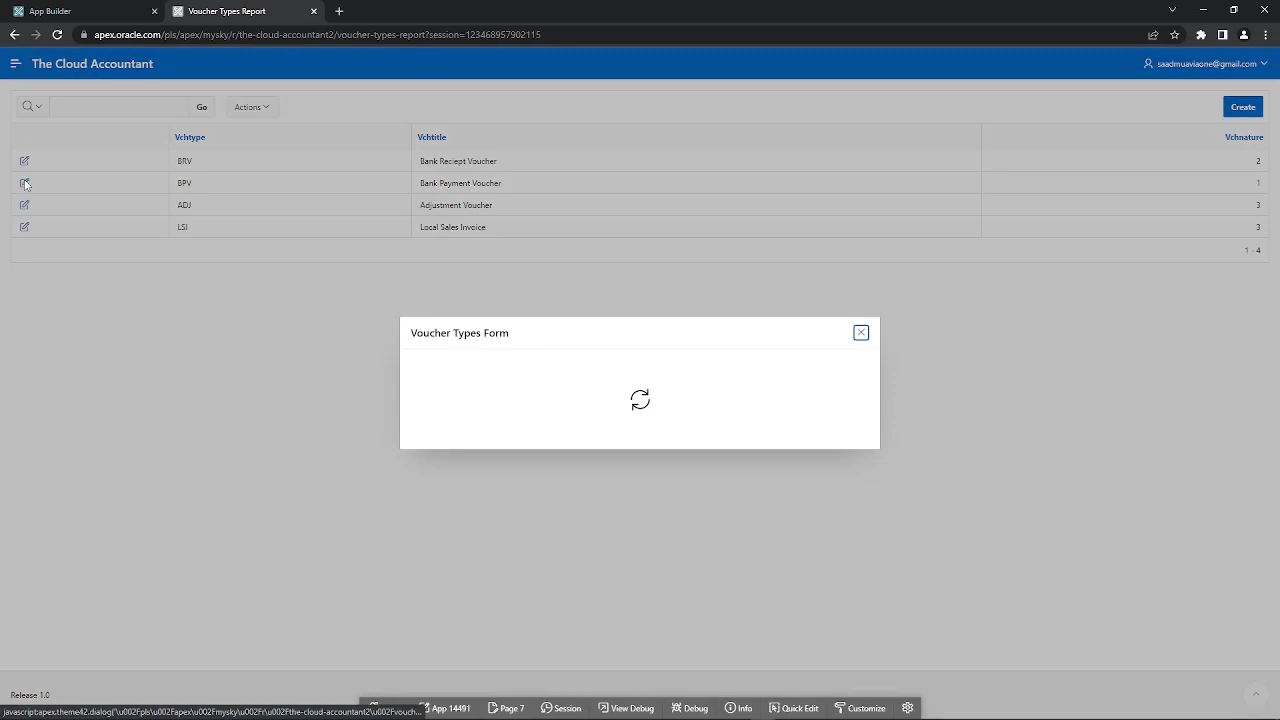 App Builder
Voucher Types Report
apex.oracle.com/pls/apex/mysky/r/the-cloud-accountant2/voucher-types-report?session=123468957902115
The Cloud Accountant
saadmuaviaone@gmail.com
Go
Actions
Create
Vchtype
Vchtitle
Vchnature
BRV
Bank Reciept Voucher
2
BPV
Bank Payment Voucher
1
ADJ
Adjustment Voucher
3
LSI
Local Sales Invoice
3
1 - 4
Voucher Types Form
Release 1.0
javascript:apex.theme42.dialog('\u002Fpls\u002Fapex\u002Fmysky\u002Fr\u002Fthe-cloud-accountant2\u002Fvouch...
App 14491
Page 7
Session
View Debug
Debug
Info
Quick Edit
Customize